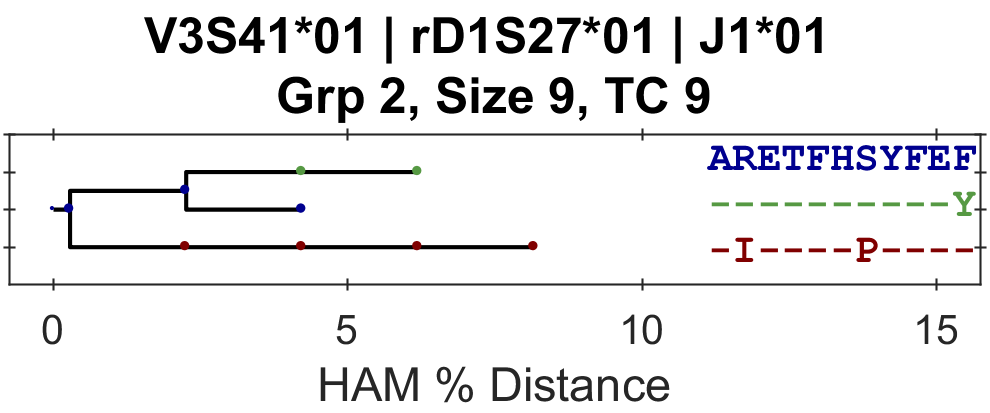 V3S41*01 | rD1S27*01 | J1*01
Grp 2, Size 9, TC 9
ARETFHSYFEF
----------Y
-I----P----
0 5 10 15
HAM % Distance